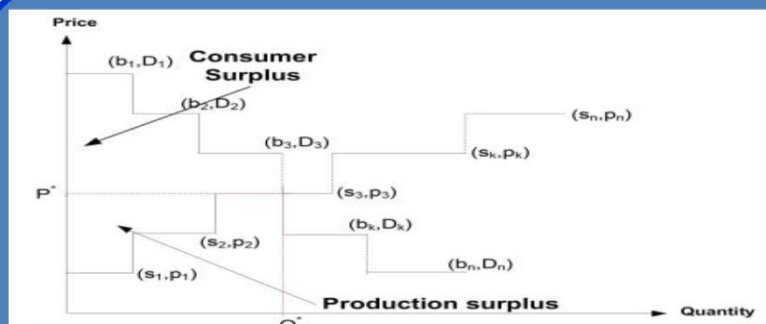 Price
(b₁,D₁)
Consumer
Surplus
(b₂,D₂)
(b₃,D₃)
(sₙ,pₙ)
(sₖ,pₖ)
P*
(s₃,p₃)
(bₖ,Dₖ)
(s₂,p₂)
(bₙ,Dₙ)
(s₁,p₁)
Production surplus
Quantity